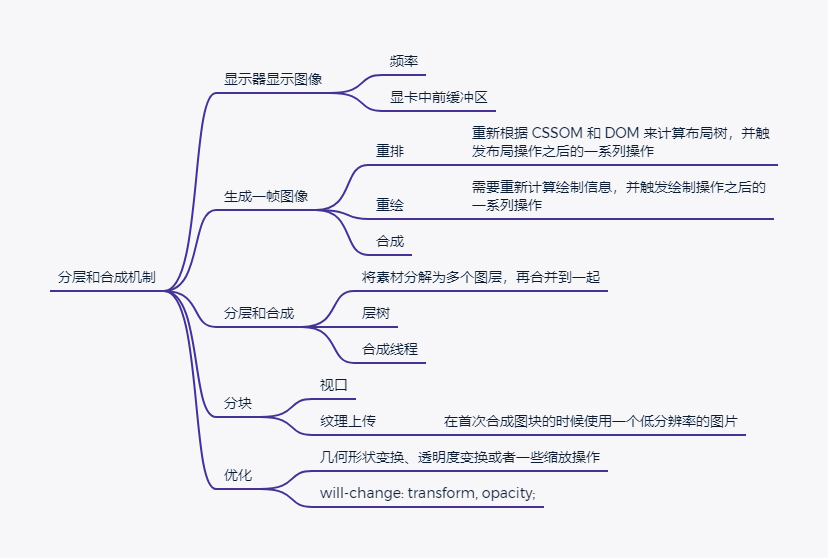 分层和合成机制
显示器显示图像
频率
显卡中前缓冲区
生成一帧图像
重排
重新根据 CSSOM 和 DOM 来计算布局树，并触
发布局操作之后的一系列操作
重绘
需要重新计算绘制信息，并触发绘制操作之后的
一系列操作
合成
分层和合成
将素材分解为多个图层，再合并到一起
层树
合成线程
分块
视口
纹理上传
在首次合成图块的时候使用一个低分辨率的图片
优化
几何形状变换、透明度变换或者一些缩放操作
will-change: transform, opacity;